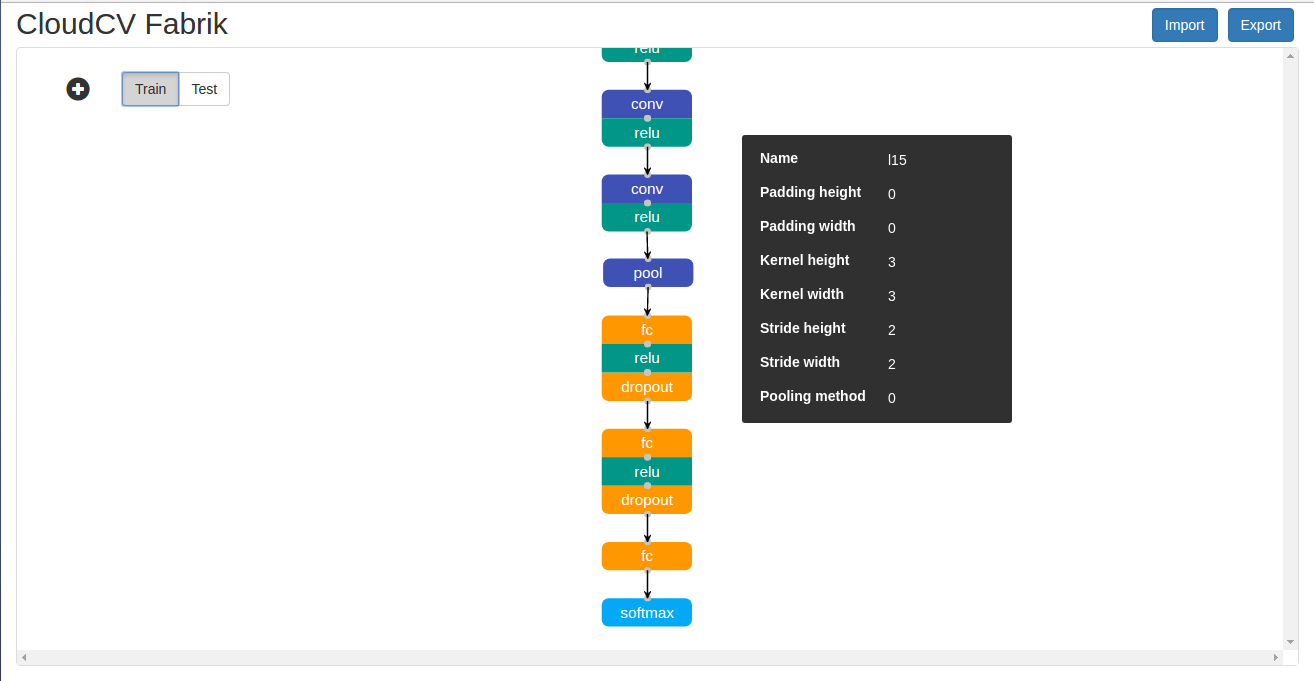 CloudCV Fabrik
Import
Export
Train
Test
relu
conv
relu
conv
relu
pool
fc
relu
dropout
fc
relu
dropout
fc
softmax
Name l15
Padding height 0
Padding width 0
Kernel height 3
Kernel width 3
Stride height 2
Stride width 2
Pooling method 0